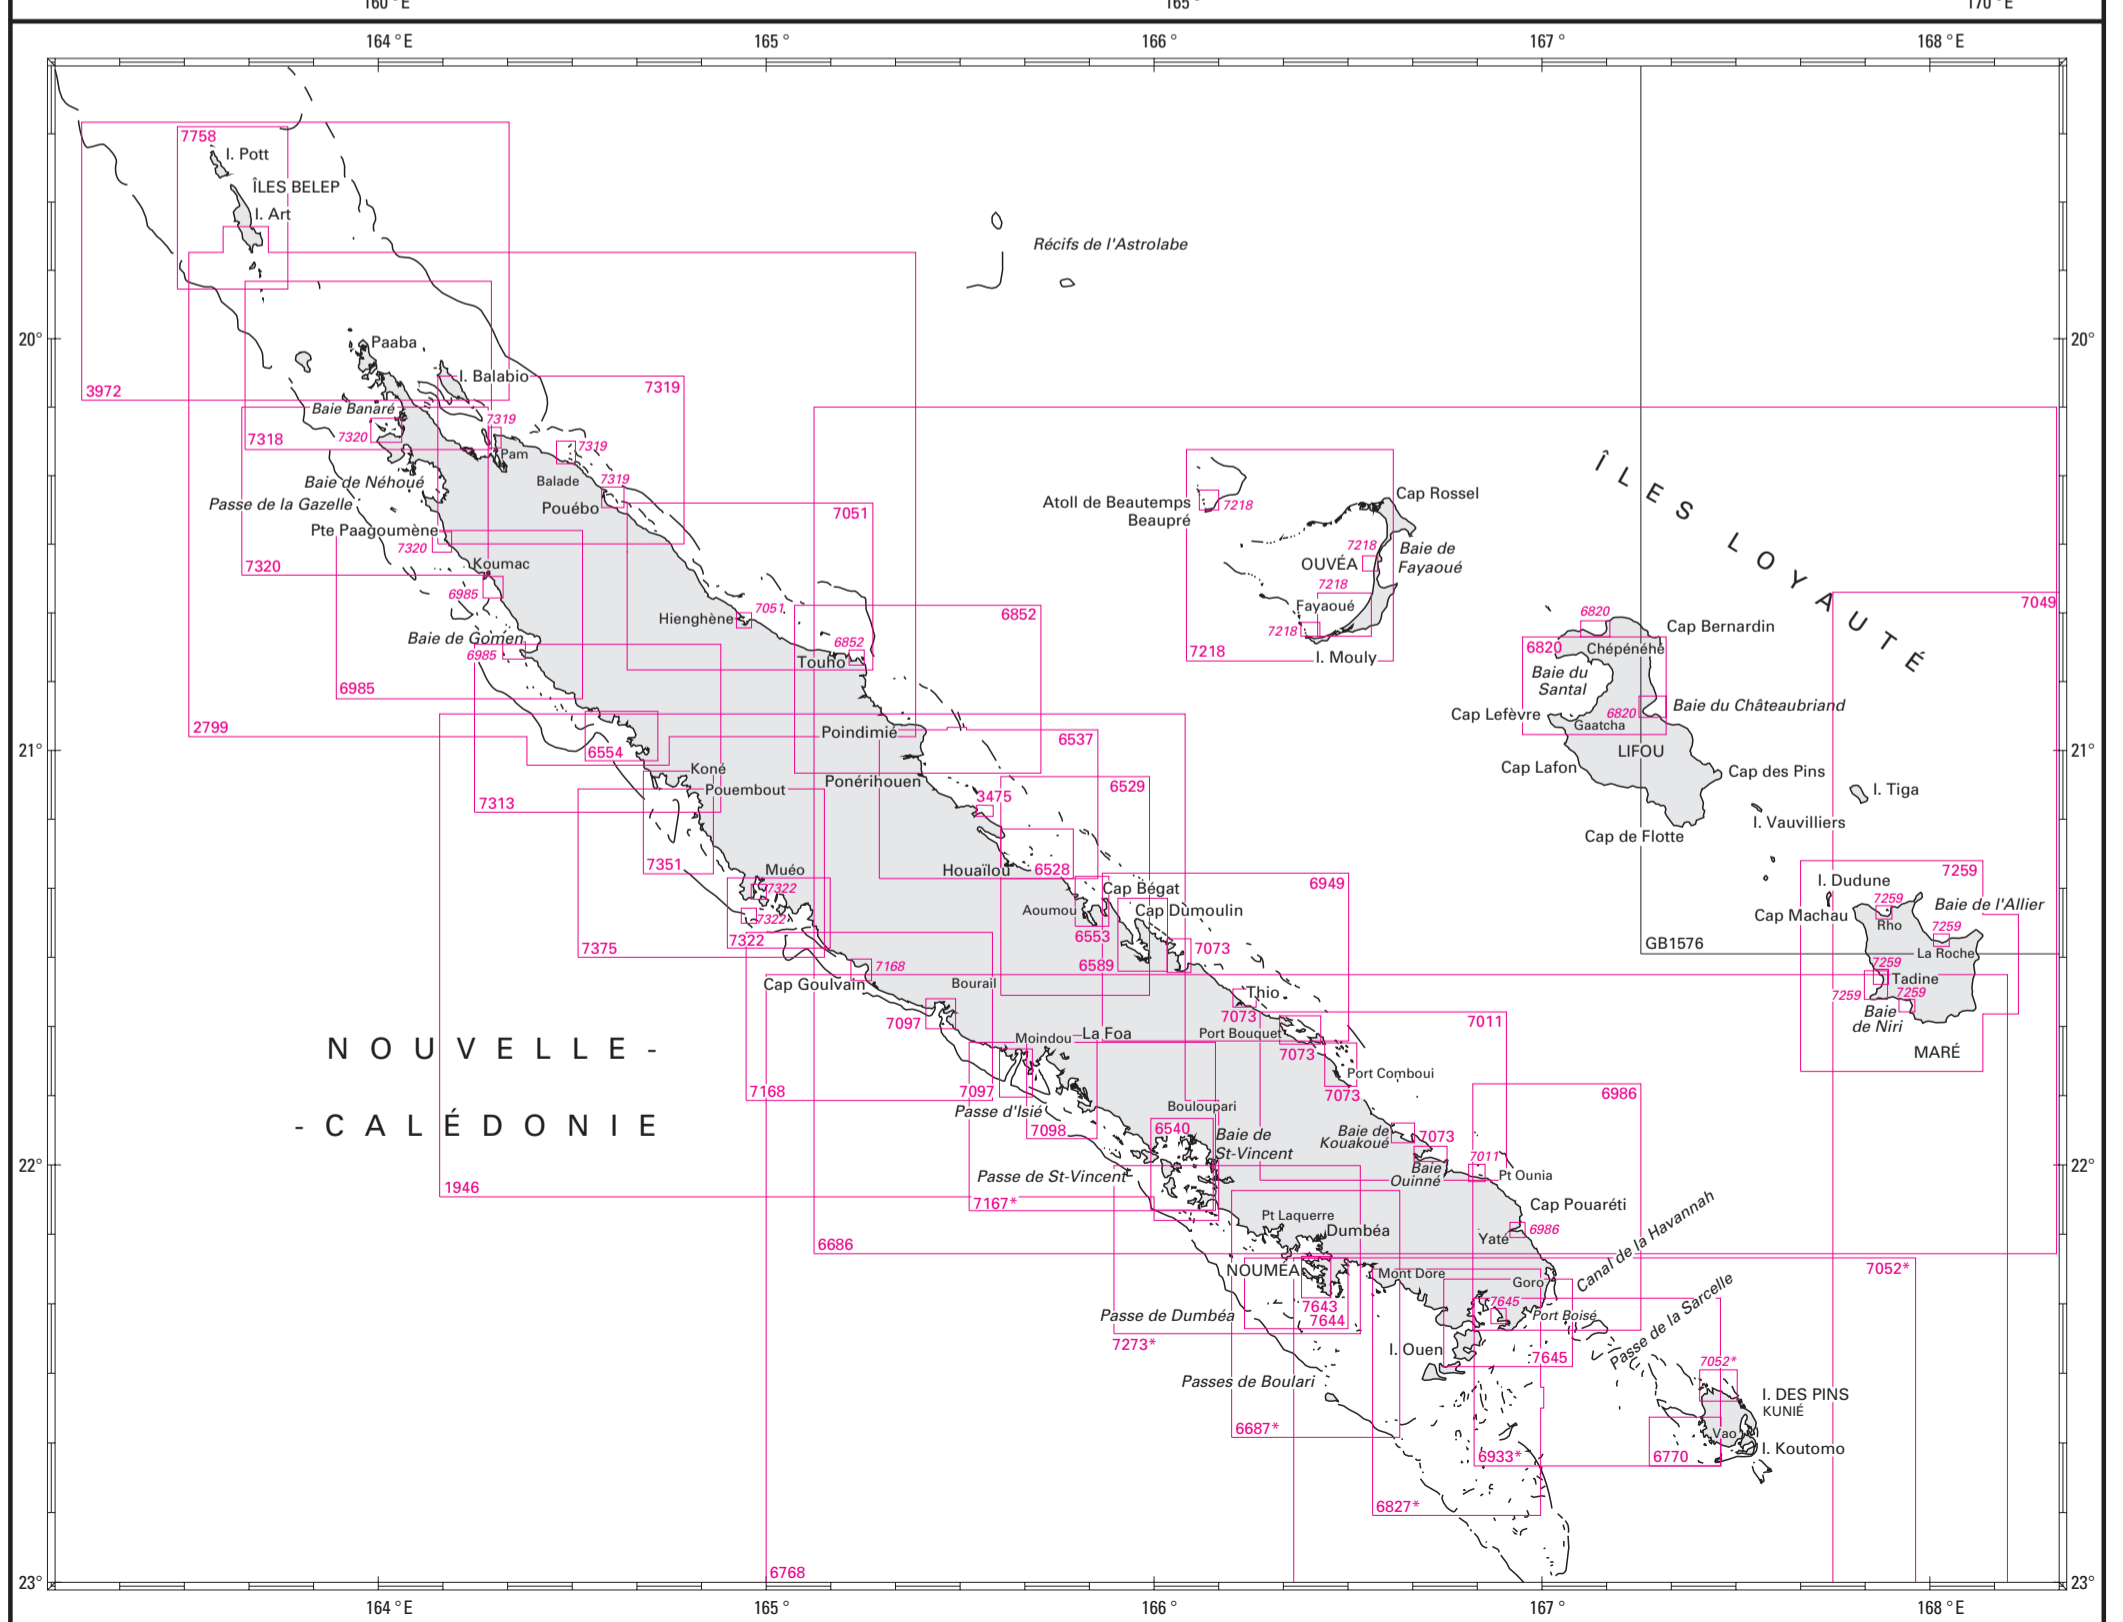 160 °E
165 °
170 °E
164 °E
165 °
166 °
167 °
168 °E
7758
I. Pott
ÎLES BELEP
I. Art
Récifs de l'Astrolabe
20°
20°
Paaba
I. Balabio
7319
3972
Baie Banaré
7319
7320
7318
7319
Pam
Balade
7319
Baie de Néhoué
Passe de la Gazelle
Pouébo
7051
Pte Paagoumène
7320
Koumac
7320
6985
Hienghène
7051
6852
Baie de Gomen
6985
6852
Touho
6985
2799
Poindimié
6537
6554
Koné
Pouembout
Ponérihouen
7313
3475
6529
7351
Houaïlou
6528
Muéo
7322
7322
7322
7375
Cap Bégat
6949
Aoumou
Cap Dumoulin
6553
6589
7073
7168
Cap Goulvain
Bourail
7097
Thio
7073
7011
Port Bouquet
7073
Moindou
La Foa
Port Comboui
7073
7168
7097
Passe d'Isié
7098
Bouloupari
6540
Baie de
St-Vincent
Baie de
Kouakoué
7073
6986
Passe de St-Vincent
Baie
Ouinné
7011
Pt Ounia
1946
7167*
Cap Pouaréti
Pt Laquerre
Dumbéa
Yaté
6986
6686
NOUMÉA
Mont Dore
Goro
Canal de la Havannah
7052*
7643
7644
7645
Port Boisé
Passe de Dumbéa
7273*
I. Ouen
7645
Passe de la Sarcelle
Passes de Boulari
7052*
I. DES PINS
KUNIÉ
6687*
Vao
6933*
6770
I. Koutomo
6827*
6768
Atoll de Beautemps
Beaupré
7218
Cap Rossel
7218
Baie de
Fayaoué
OUVÉA
7218
Fayaoué
7218
7218
I. Mouly
ÎLES LOYAUTÉ
7049
6820
Cap Bernardin
6820
Chépénéhé
Baie du
Santal
6820
Baie du Châteaubriand
Cap Lefèvre
Gaatcha
LIFOU
Cap Lafon
Cap des Pins
I. Tiga
I. Vauvilliers
Cap de Flotte
7259
I. Dudune
7259
Baie de l'Allier
Cap Machau
Rho
7259
GB1576
La Roche
7259
Tadine
7259
7259
Baie
de Niri
MARÉ
NOUVELLE-
-CALÉDONIE
21°
21°
22°
22°
23°
23°
164 °E
165 °
166 °
167 °
168 °E